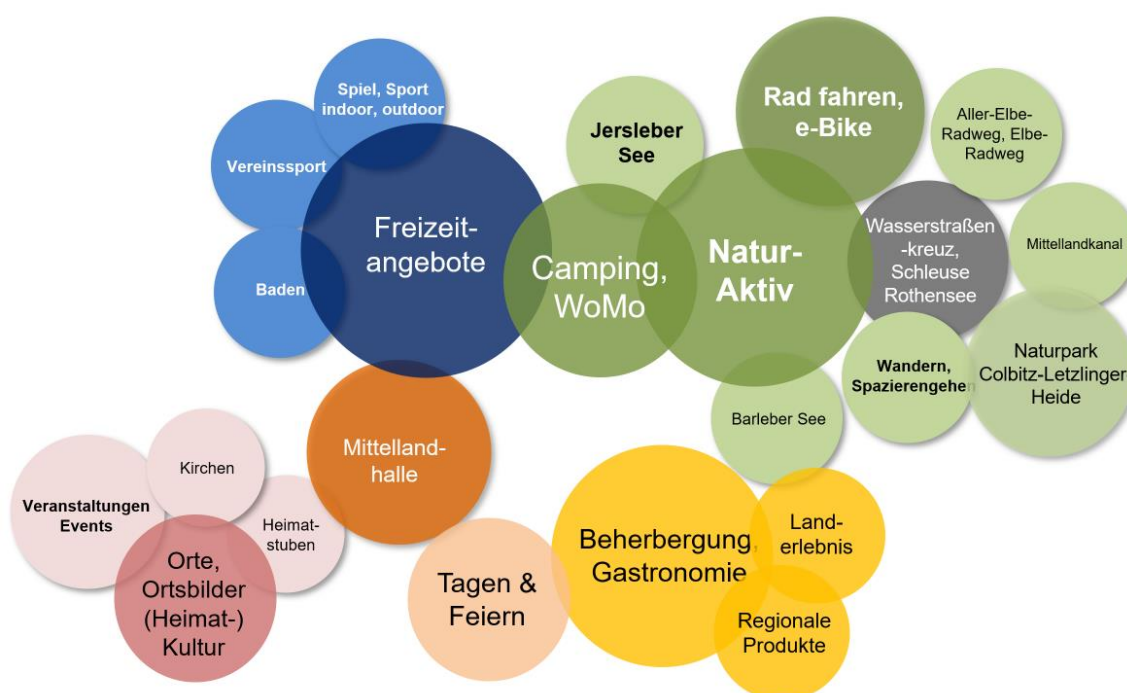 Spiel, Sport
indoor, outdoor
Vereinssport
Baden
Freizeit-
angebote
Jersleber
See
Camping,
WoMo
Natur-
Aktiv
Rad fahren,
e-Bike
Aller-Elbe-
Radweg, Elbe-
Radweg
Wasserstraßen
-kreuz,
Schleuse
Rothensee
Mittellandkanal
Wandern,
Spazierengehen
Naturpark
Colbitz-Letzlinger
Heide
Barleber See
Mittelland-
halle
Kirchen
Veranstaltungen
Events
Heimat-
stuben
Orte,
Ortsbilder
(Heimat-)
Kultur
Tagen &
Feiern
Beherbergung,
Gastronomie
Land-
erlebnis
Regionale
Produkte